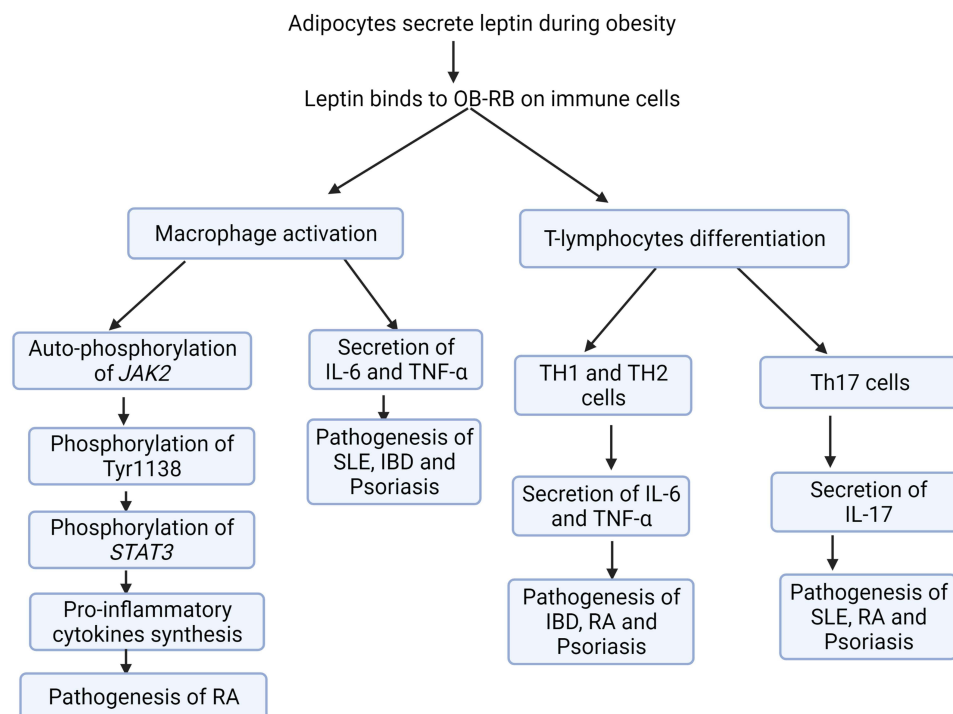 Adipocytes secrete leptin during obesity
Leptin binds to OB-RB on immune cells
Macrophage activation
T-lymphocytes differentiation
Auto-phosphorylation
of JAK2
Phosphorylation of
Tyr1138
Phosphorylation of
STAT3
Pro-inflammatory
cytokines synthesis
Pathogenesis of RA
Secretion of
IL-6 and TNF-α
Pathogenesis of
SLE, IBD and
Psoriasis
TH1 and TH2
cells
Secretion of IL-6
and TNF-α
Pathogenesis of
IBD, RA and
Psoriasis
Th17 cells
Secretion of
IL-17
Pathogenesis of
SLE, RA and
Psoriasis